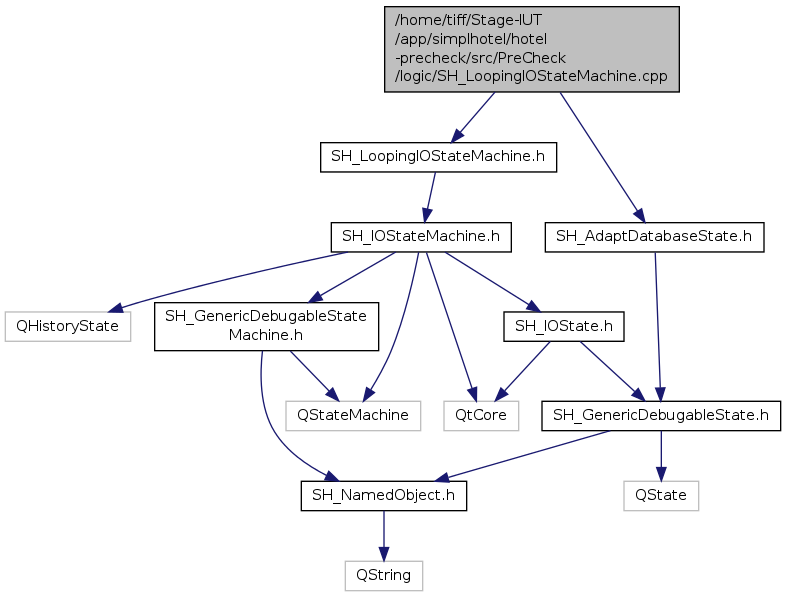 /home/tiff/Stage-IUT
/app/simplhotel/hotel
-precheck/src/PreCheck
/logic/SH_LoopingIOStateMachine.cpp
SH_LoopingIOStateMachine.h
SH_IOStateMachine.h
SH_AdaptDatabaseState.h
QHistoryState
SH_GenericDebugableState
Machine.h
SH_IOState.h
QStateMachine
QtCore
SH_GenericDebugableState.h
SH_NamedObject.h
QState
QString